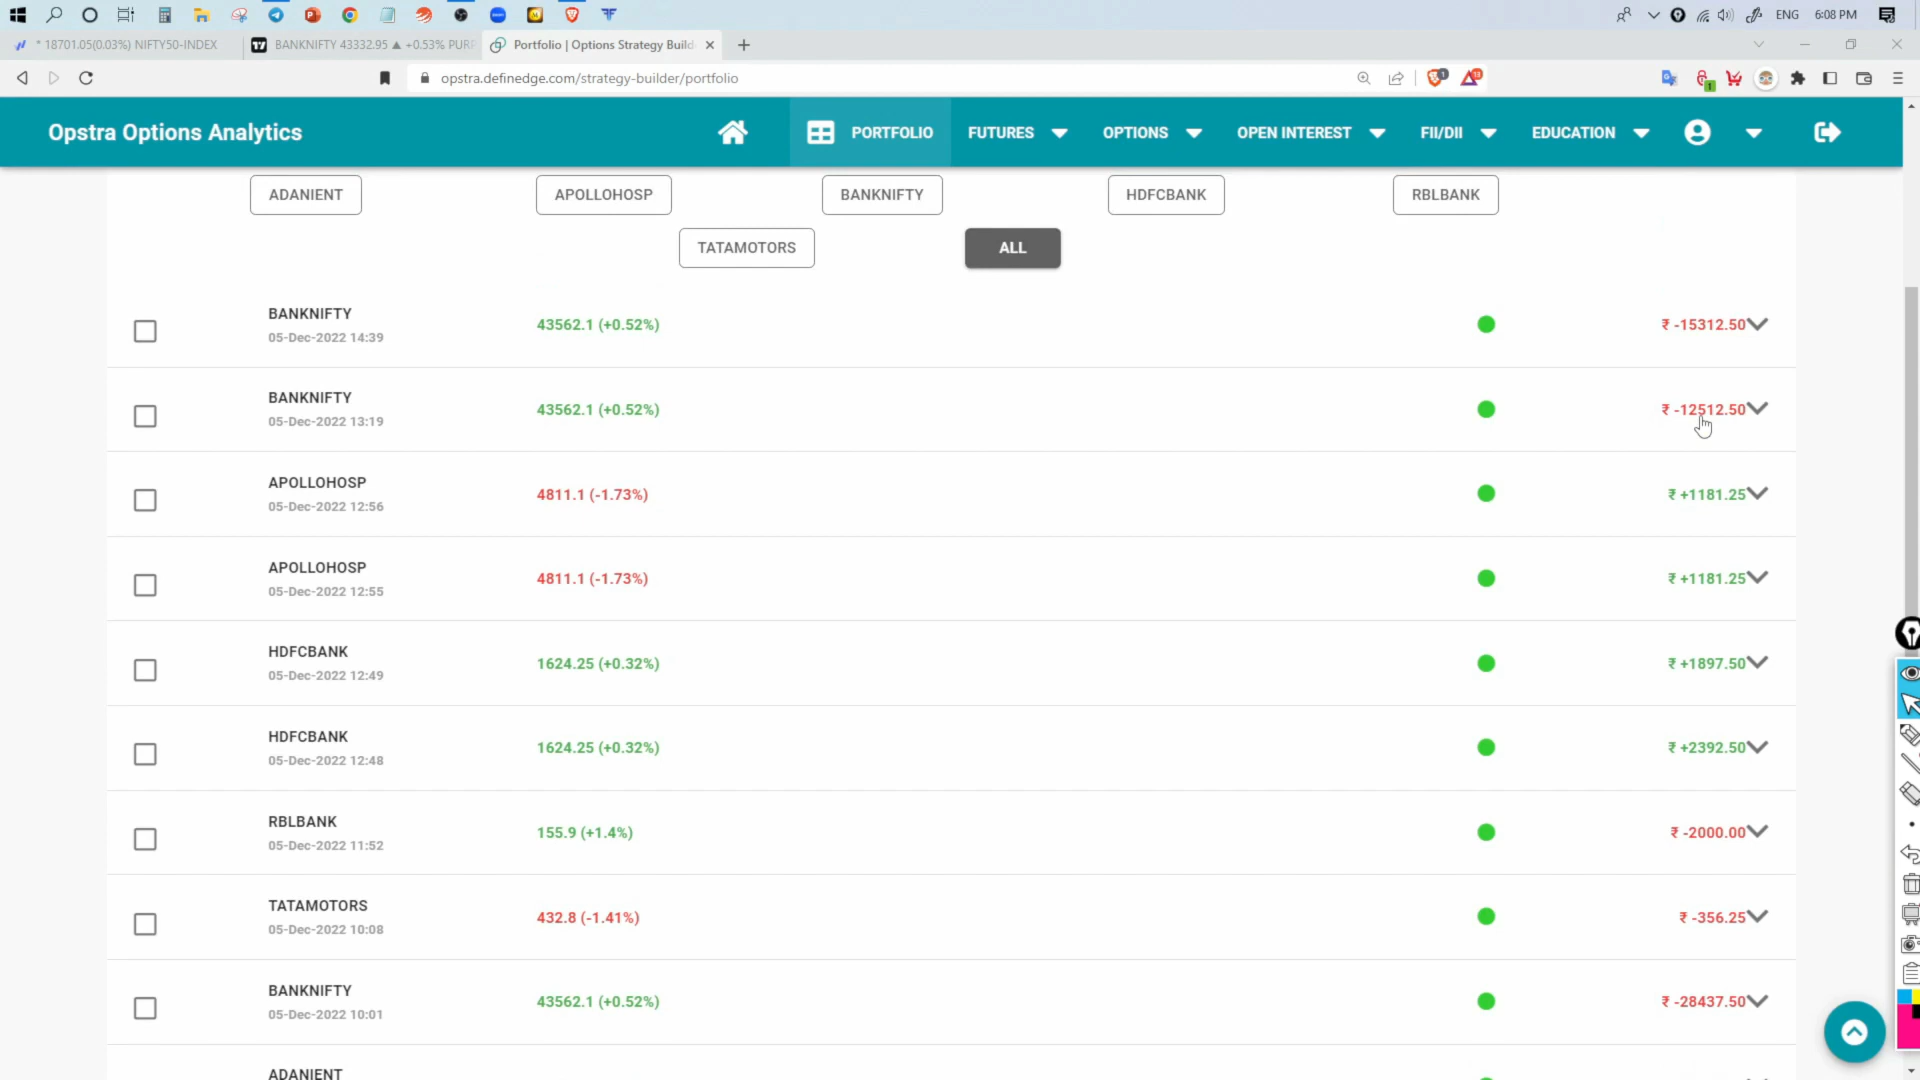 ENG 6:08 PM
* 18701.05(0.03%) NIFTY50-INDEX
BANKNIFTY 43332.95 ▲ +0.53% PURP
Portfolio | Options Strategy Build
opstra.definedge.com/strategy-builder/portfolio
Opstra Options Analytics
PORTFOLIO
FUTURES
OPTIONS
OPEN INTEREST
FII/DII
EDUCATION
ADANIENT
APOLLOHOSP
BANKNIFTY
HDFCBANK
RBLBANK
TATAMOTORS
ALL
BANKNIFTY
05-Dec-2022 14:39
43562.1 (+0.52%)
₹ -15312.50
BANKNIFTY
05-Dec-2022 13:19
43562.1 (+0.52%)
₹ -12512.50
APOLLOHOSP
05-Dec-2022 12:56
4811.1 (-1.73%)
₹ +1181.25
APOLLOHOSP
05-Dec-2022 12:55
4811.1 (-1.73%)
₹ +1181.25
HDFCBANK
05-Dec-2022 12:49
1624.25 (+0.32%)
₹ +1897.50
HDFCBANK
05-Dec-2022 12:48
1624.25 (+0.32%)
₹ +2392.50
RBLBANK
05-Dec-2022 11:52
155.9 (+1.4%)
₹ -2000.00
TATAMOTORS
05-Dec-2022 10:08
432.8 (-1.41%)
₹ -356.25
BANKNIFTY
05-Dec-2022 10:01
43562.1 (+0.52%)
₹ -28437.50
ADANIENT